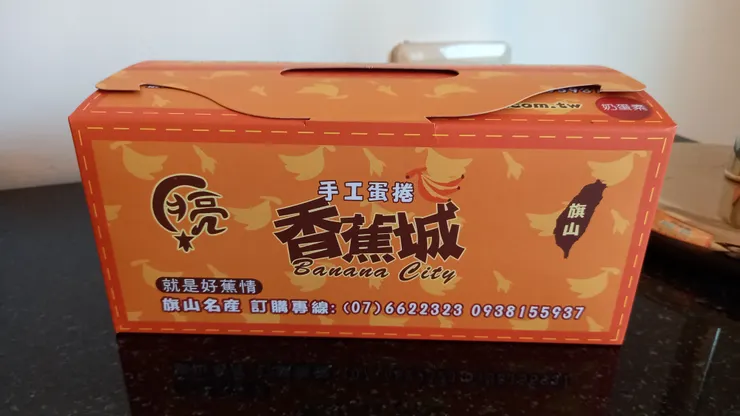 .com.tw
奶蛋素
手工蛋捲
香蕉城
Banana City
旗山
就是好蕉情
旗山名產 訂購專線: (07)6622323 0938155937